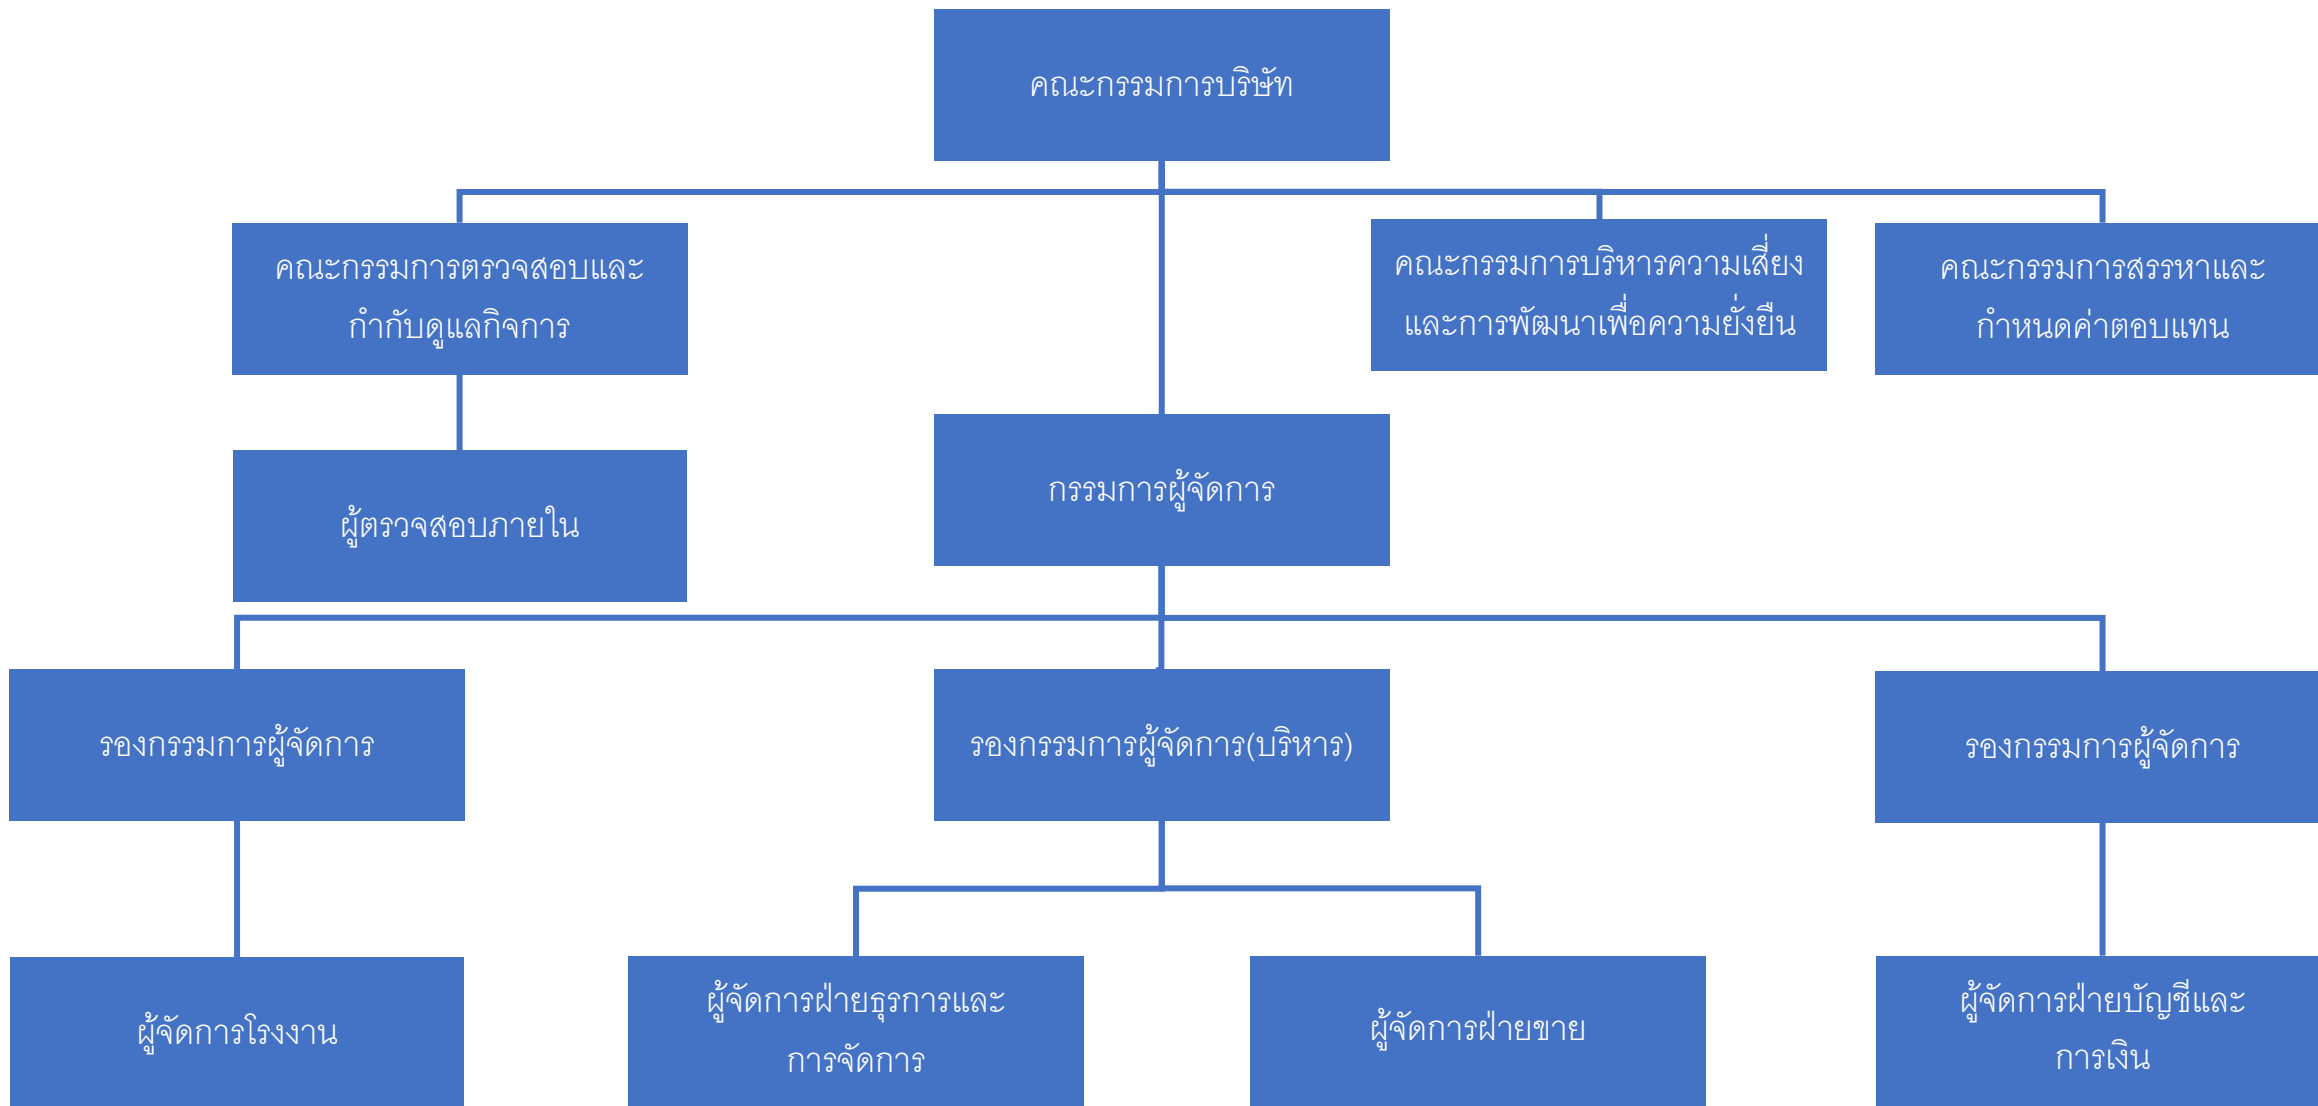 คณะกรรมการบริษัท
คณะกรรมการตรวจสอบและ
กำกับดูแลกิจการ
คณะกรรมการบริหารความเสี่ยง
และการพัฒนาเพื่อความยั่งยืน
คณะกรรมการสรรหาและ
กำหนดค่าตอบแทน
ผู้ตรวจสอบภายใน
กรรมการผู้จัดการ
รองกรรมการผู้จัดการ
รองกรรมการผู้จัดการ(บริหาร)
รองกรรมการผู้จัดการ
ผู้จัดการโรงงาน
ผู้จัดการฝ่ายธุรการและ
การจัดการ
ผู้จัดการฝ่ายขาย
ผู้จัดการฝ่ายบัญชีและ
การเงิน